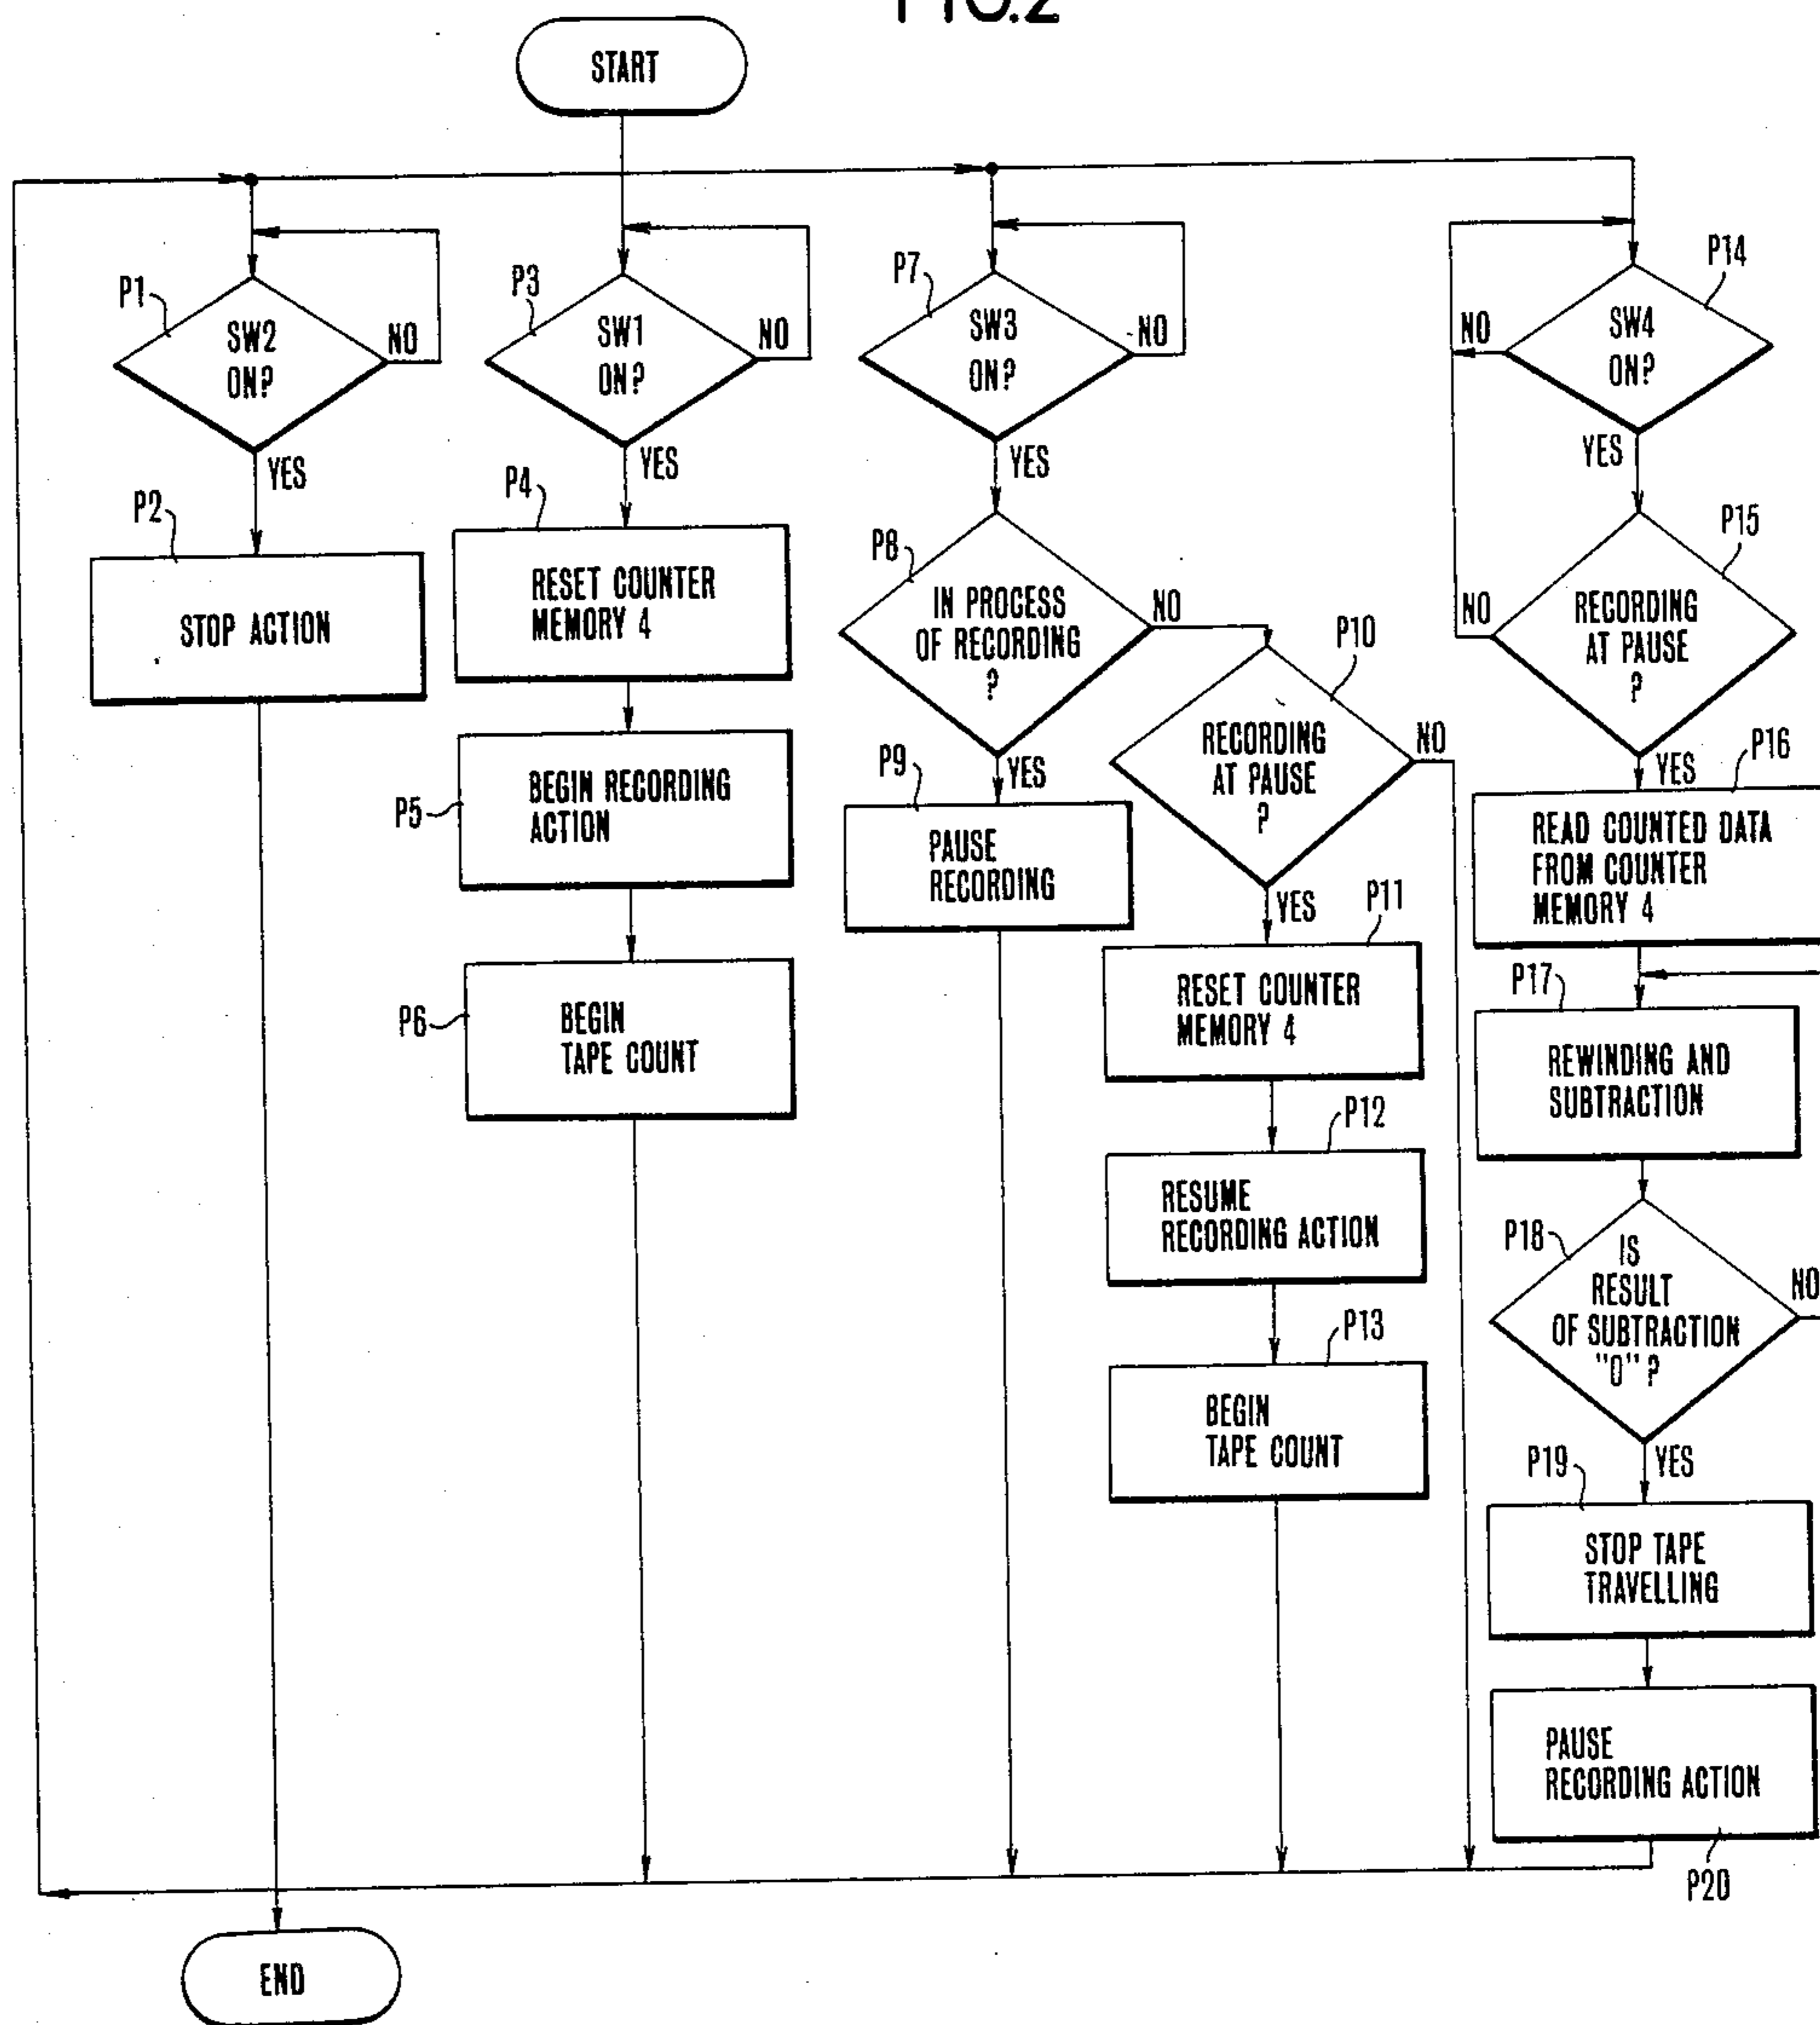 FIG.2
START
P1
SW2
ON?
NO
YES
P2
STOP ACTION
P3
SW1
ON?
NO
YES
P4
RESET COUNTER
MEMORY 4
P5
BEGIN RECORDING
ACTION
P6
BEGIN
TAPE COUNT
P7
SW3
ON?
NO
YES
P8
IN PROCESS
OF RECORDING
?
NO
YES
P9
PAUSE
RECORDING
P10
RECORDING
AT PAUSE
?
NO
YES
P11
RESET COUNTER
MEMORY 4
P12
RESUME
RECORDING ACTION
P13
BEGIN
TAPE COUNT
P14
SW4
ON?
NO
YES
P15
RECORDING
AT PAUSE
?
NO
YES
P16
READ COUNTED DATA
FROM COUNTER
MEMORY 4
P17
REWINDING AND
SUBTRACTION
P18
IS
RESULT
OF SUBTRACTION
"0" ?
NO
YES
P19
STOP TAPE
TRAVELLING
PAUSE
RECORDING ACTION
P20
END